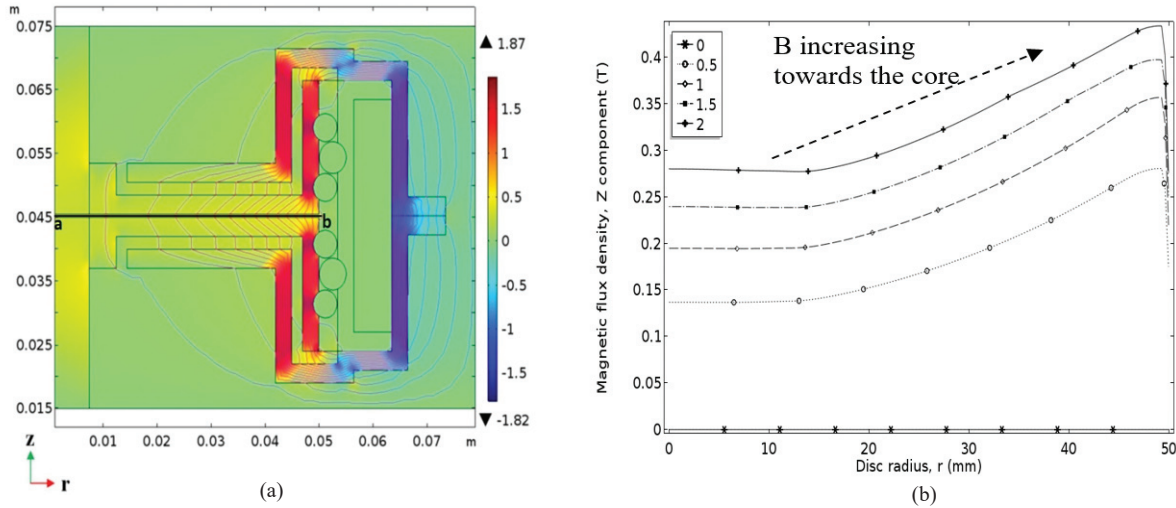 m
0.075
0.065
0.055
0.045
0.035
0.025
0.015
a
b
0.01 0.02 0.03 0.04 0.05 0.06 0.07 m
1.87
1.5
1
0.5
0
-0.5
-1
-1.5
-1.82
z
r
(a)
Magnetic flux density, Z component (T)
0.4
0.35
0.3
0.25
0.2
0.15
0.1
0.05
0
0
0.5
1
1.5
2
B increasing
towards the core
0 10 20 30 40 50
Disc radius, r (mm)
(b)